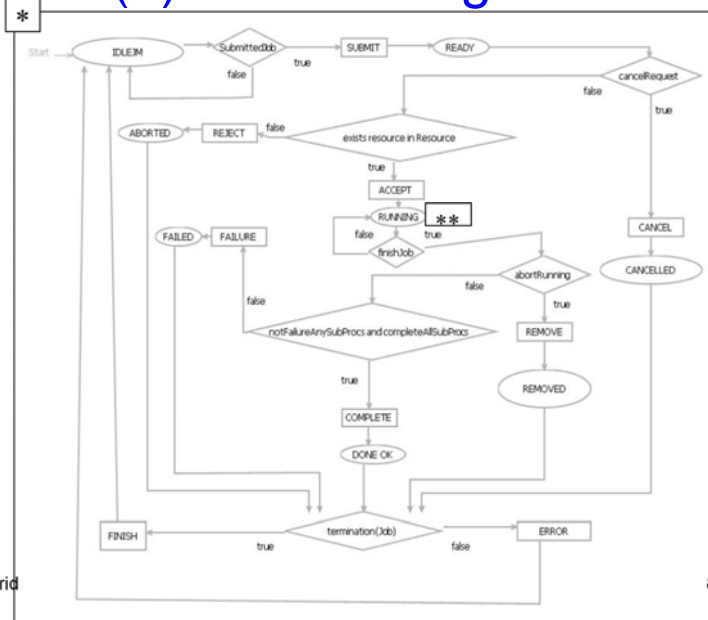 *
Start
IDLEJM
SubmittedJob
SUBMIT
READY
true
false
cancelRequest
false
true
exists resource in Resource
false
REJECT
ABORTED
true
ACCEPT
RUNNING
**
false
true
finishJob
CANCEL
CANCELLED
FAILED
FAILURE
abortRunning
false
true
false
notFailureAnySubProcs and completeAllSubProcs
REMOVE
true
REMOVED
COMPLETE
DONE OK
termination(Job)
FINISH
ERROR
true
false
rid